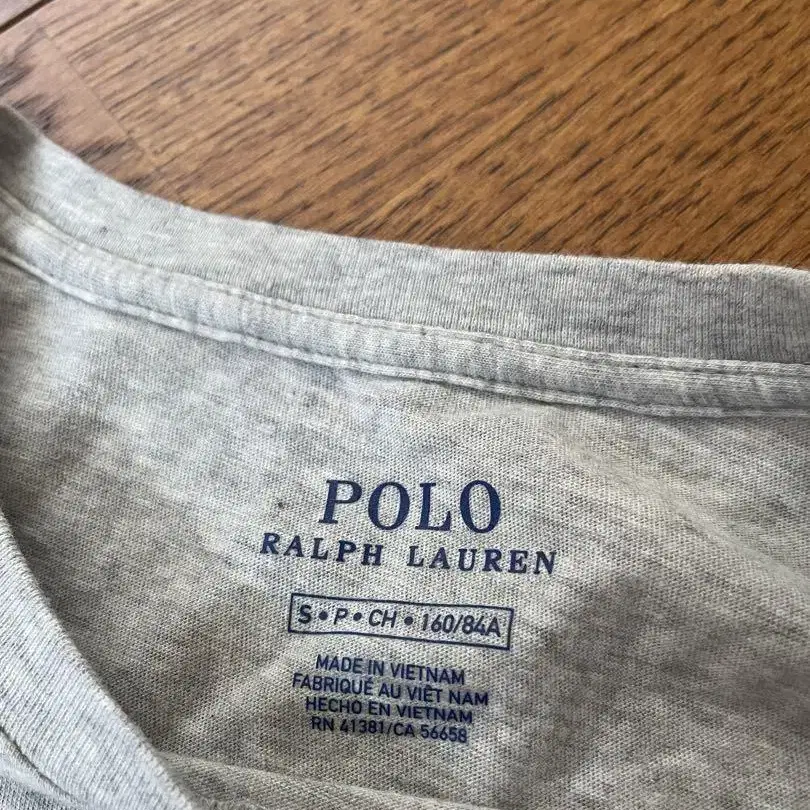 POLO
RALPH LAUREN
S • P • CH • 160/84A
MADE IN VIETNAM
FABRIQUÉ AU VIÊT NAM
HECHO EN VIETNAM
RN 41381/CA 56658